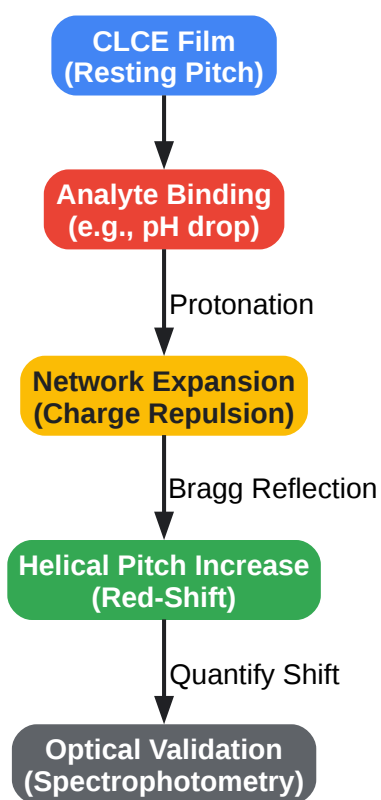 CLCE Film
(Resting Pitch)
Analyte Binding
(e.g., pH drop)
Protonation
Network Expansion
(Charge Repulsion)
Bragg Reflection
Helical Pitch Increase
(Red-Shift)
Quantify Shift
Optical Validation
(Spectrophotometry)